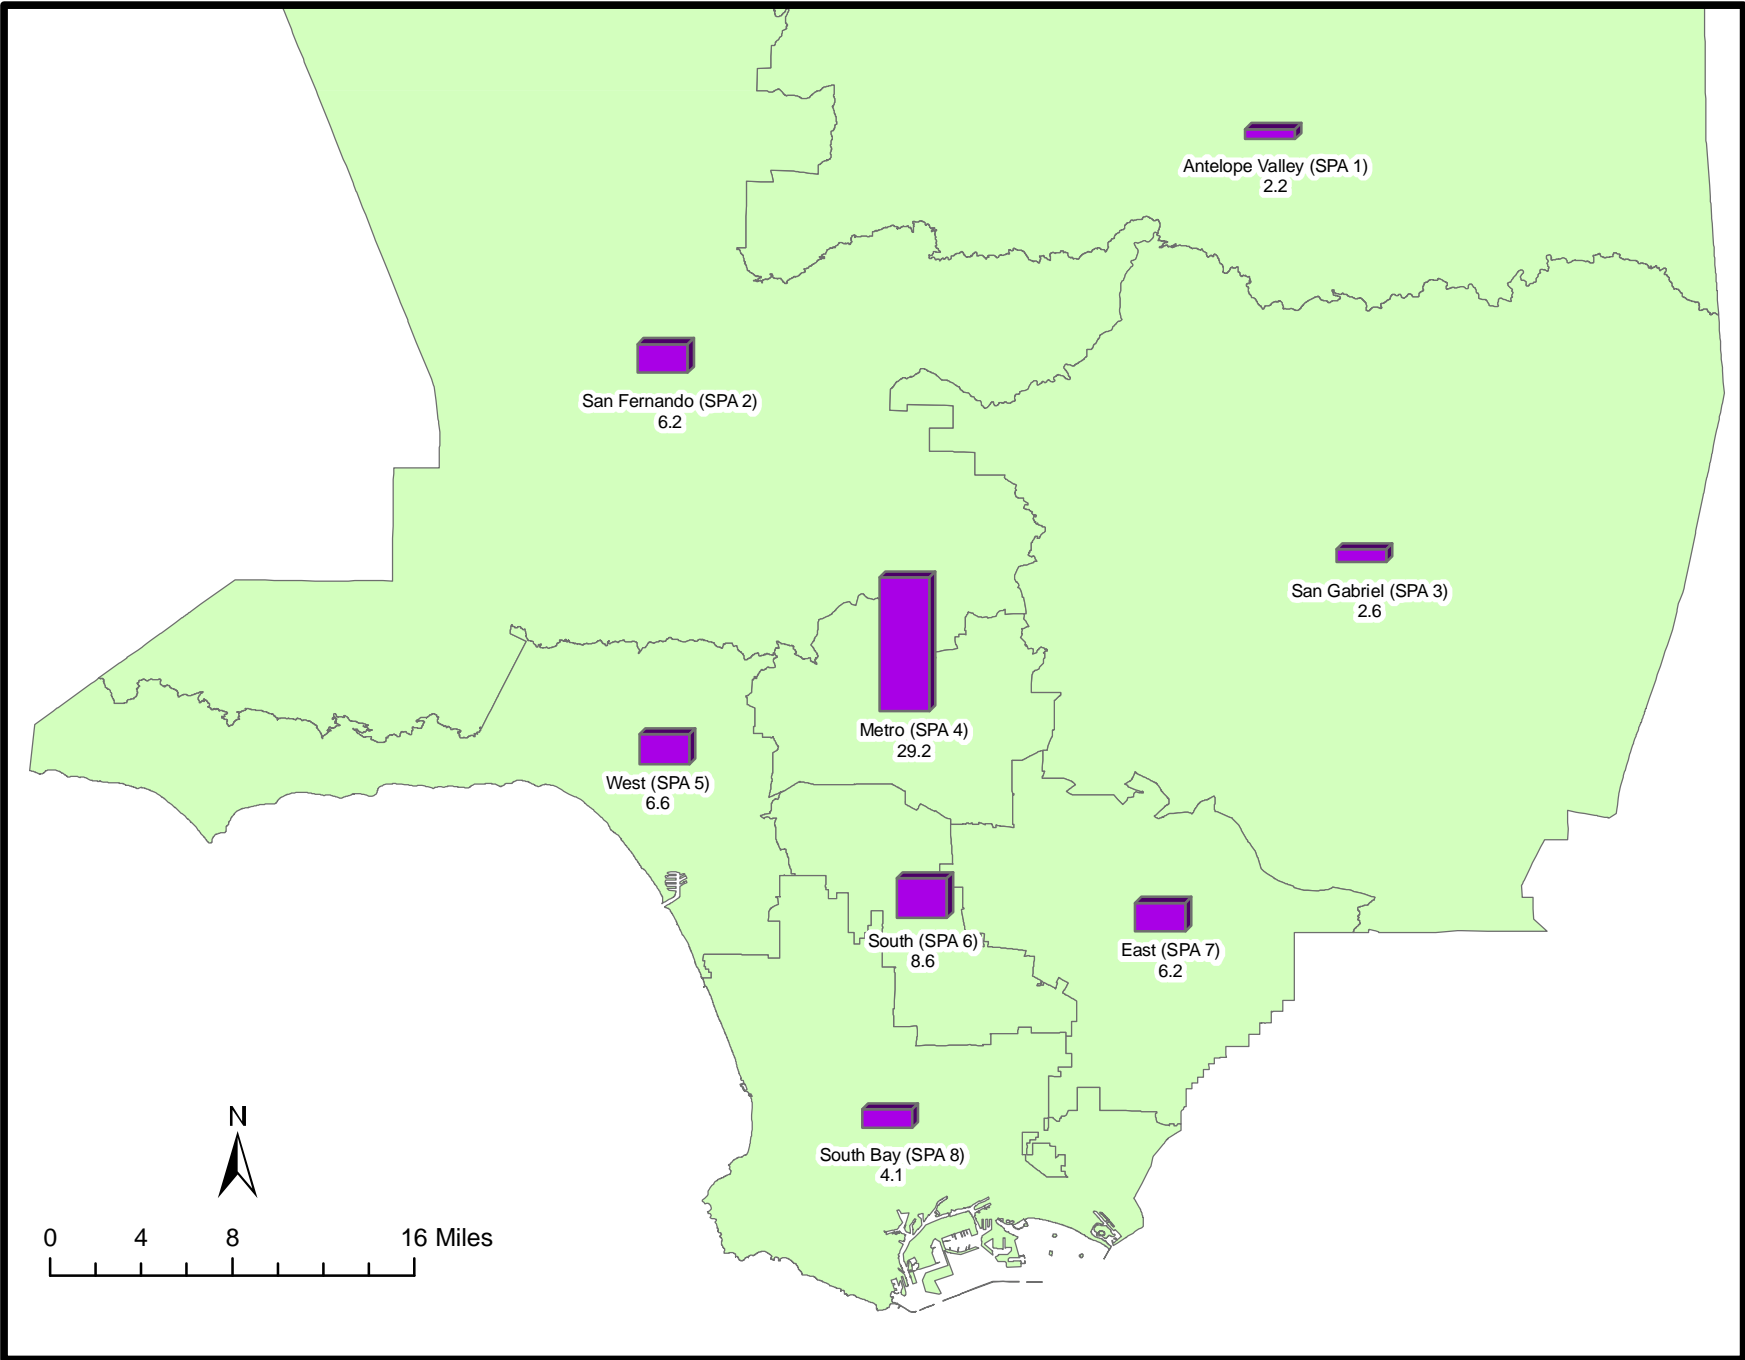 Antelope Valley (SPA 1)
2.2
San Fernando (SPA 2)
6.2
San Gabriel (SPA 3)
2.6
Metro (SPA 4)
29.2
West (SPA 5)
6.6
South (SPA 6)
8.6
East (SPA 7)
6.2
South Bay (SPA 8)
4.1
N
0 4 8 16 Miles